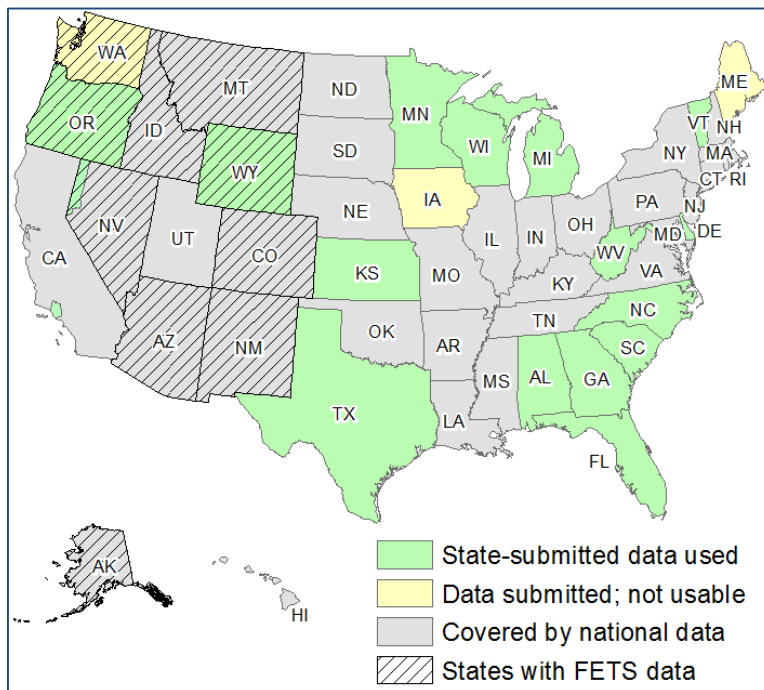 WA
MT
ND
MN
ME
OR
ID
WY
SD
WI
MI
VT
NH
NY
MA
CT RI
NV
UT
CO
NE
IA
IL
IN
OH
PA
NJ
MD
DE
CA
KS
MO
KY
WV
VA
AZ
NM
OK
AR
TN
NC
SC
TX
LA
MS
AL
GA
FL
AK
HI
State-submitted data used
Data submitted; not usable
Covered by national data
States with FETS data